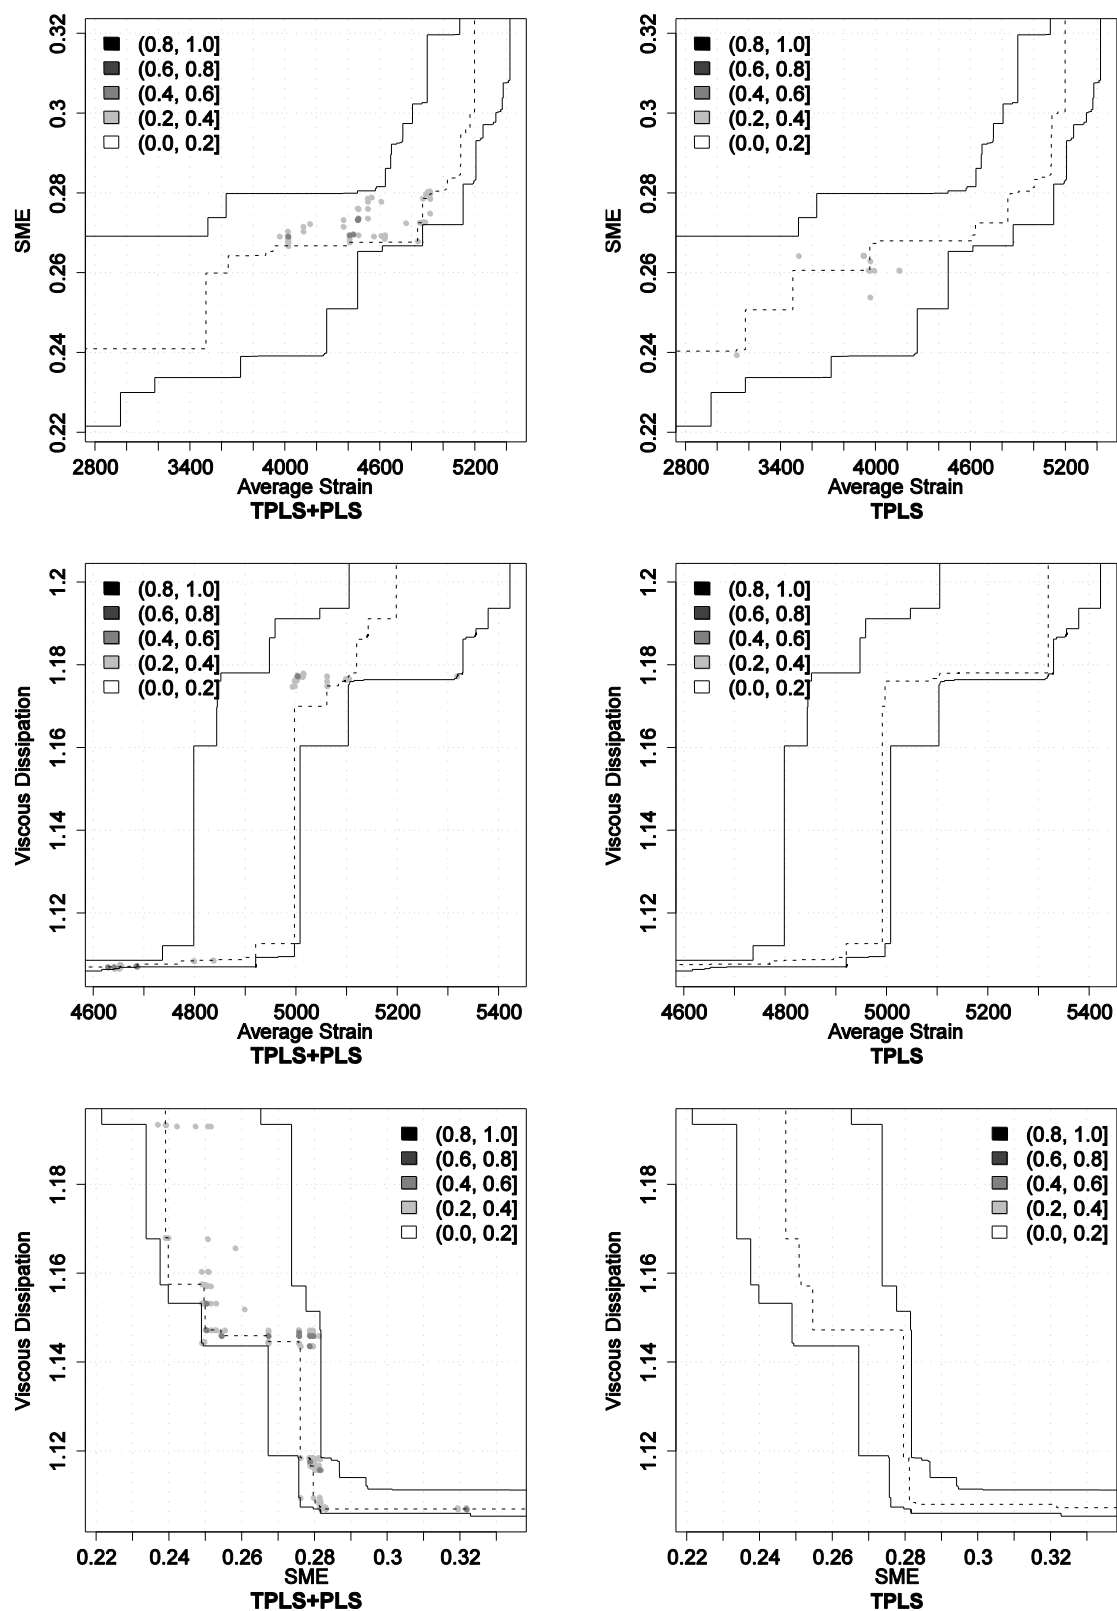 0.32
0.3
0.28
0.26
0.24
0.22
SME
(0.8, 1.0]
(0.6, 0.8]
(0.4, 0.6]
(0.2, 0.4]
(0.0, 0.2]
2800 3400 4000 4600 5200
Average Strain
TPLS+PLS
0.32
0.3
0.28
0.26
0.24
0.22
SME
(0.8, 1.0]
(0.6, 0.8]
(0.4, 0.6]
(0.2, 0.4]
(0.0, 0.2]
2800 3400 4000 4600 5200
Average Strain
TPLS
1.2
1.18
1.16
1.14
1.12
Viscous Dissipation
(0.8, 1.0]
(0.6, 0.8]
(0.4, 0.6]
(0.2, 0.4]
(0.0, 0.2]
4600 4800 5000 5200 5400
Average Strain
TPLS+PLS
1.2
1.18
1.16
1.14
1.12
Viscous Dissipation
(0.8, 1.0]
(0.6, 0.8]
(0.4, 0.6]
(0.2, 0.4]
(0.0, 0.2]
4600 4800 5000 5200 5400
Average Strain
TPLS
1.18
1.16
1.14
1.12
Viscous Dissipation
(0.8, 1.0]
(0.6, 0.8]
(0.4, 0.6]
(0.2, 0.4]
(0.0, 0.2]
0.22 0.24 0.26 0.28 0.3 0.32
SME
TPLS+PLS
1.18
1.16
1.14
1.12
Viscous Dissipation
(0.8, 1.0]
(0.6, 0.8]
(0.4, 0.6]
(0.2, 0.4]
(0.0, 0.2]
0.22 0.24 0.26 0.28 0.3 0.32
SME
TPLS